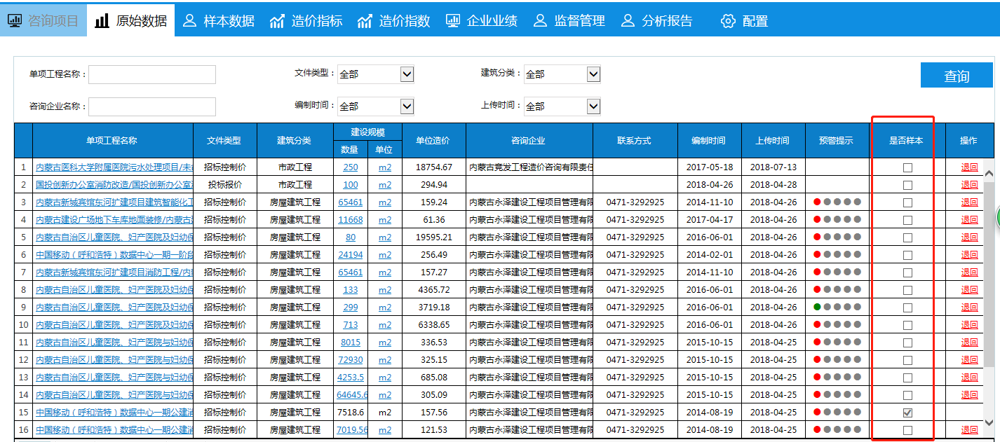 咨询项目 原始数据 样本数据 造价指标 造价指数 企业业绩 监督管理 分析报告 配置
单项工程名称： 文件类型： 全部 建筑分类： 全部 查询
咨询企业名称： 编制时间： 全部 上传时间： 全部
单项工程名称 文件类型 建筑分类 建设规模 数量 单位 单位造价 咨询企业 联系方式 编制时间 上传时间 预警提示 是否样本 操作
1 内蒙古医科大学附属医院污水处理项目/未 招标控制价 市政工程 250 m2 18754.67 内蒙古竞发工程造价咨询有限责任 2017-05-18 2018-07-13 退回
2 国投创新办公室消防改造/国投创新办公室 投标报价 市政工程 100 m2 294.94 2018-04-26 2018-04-28 退回
3 内蒙古新城宾馆东河扩建项目建筑智能化工 招标控制价 房屋建筑工程 65461 m2 159.24 内蒙古永泽建设工程项目管理有限 0471-3292925 2014-11-10 2018-04-26 退回
4 内蒙古建设广场地下车库地面装修/内蒙古 招标控制价 房屋建筑工程 11668 m2 61.36 内蒙古永泽建设工程项目管理有限 0471-3292925 2017-04-17 2018-04-26 退回
5 内蒙古自治区儿童医院、妇产医院及妇幼保 招标控制价 房屋建筑工程 80 m2 19595.21 内蒙古永泽建设工程项目管理有限 0471-3292925 2016-06-01 2018-04-26 退回
6 中国移动（呼和浩特）数据中心一期一阶段 招标控制价 房屋建筑工程 24194 m2 256.49 内蒙古永泽建设工程项目管理有限 0471-3292925 2014-02-01 2018-04-26 退回
7 内蒙古新城宾馆东河扩建项目消防工程/内 招标控制价 房屋建筑工程 65461 m2 157.27 内蒙古永泽建设工程项目管理有限 0471-3292925 2014-11-10 2018-04-26 退回
8 内蒙古自治区儿童医院、妇产医院及妇幼保 招标控制价 房屋建筑工程 133 m2 4365.72 内蒙古永泽建设工程项目管理有限 0471-3292925 2016-06-01 2018-04-26 退回
9 内蒙古自治区儿童医院、妇产医院及妇幼保 招标控制价 房屋建筑工程 299 m2 3719.18 内蒙古永泽建设工程项目管理有限 0471-3292925 2016-06-01 2018-04-26 退回
10 内蒙古自治区儿童医院、妇产医院及妇幼保 招标控制价 房屋建筑工程 713 m2 6338.65 内蒙古永泽建设工程项目管理有限 0471-3292925 2016-06-01 2018-04-26 退回
11 内蒙古自治区儿童医院、妇产医院与妇幼保 招标控制价 房屋建筑工程 8015 m2 336.53 内蒙古永泽建设工程项目管理有限 0471-3292925 2015-10-15 2018-04-25 退回
12 内蒙古自治区儿童医院、妇产医院与妇幼保 招标控制价 房屋建筑工程 72930 m2 325.15 内蒙古永泽建设工程项目管理有限 0471-3292925 2015-10-15 2018-04-25 退回
13 内蒙古自治区儿童医院、妇产医院与妇幼保 招标控制价 房屋建筑工程 4253.5 m2 685.08 内蒙古永泽建设工程项目管理有限 0471-3292925 2015-10-15 2018-04-25 退回
14 内蒙古自治区儿童医院、妇产医院与妇幼保 招标控制价 房屋建筑工程 64645.6 m2 305.09 内蒙古永泽建设工程项目管理有限 0471-3292925 2015-10-15 2018-04-25 退回
15 中国移动（呼和浩特）数据中心一期公建消 招标控制价 房屋建筑工程 7518.6 m2 157.56 内蒙古永泽建设工程项目管理有限 0471-3292925 2014-08-19 2018-04-25
16 中国移动（呼和浩特）数据中心一期公建消 招标控制价 房屋建筑工程 7019.56 m2 121.53 内蒙古永泽建设工程项目管理有限 0471-3292925 2014-08-19 2018-04-25 退回